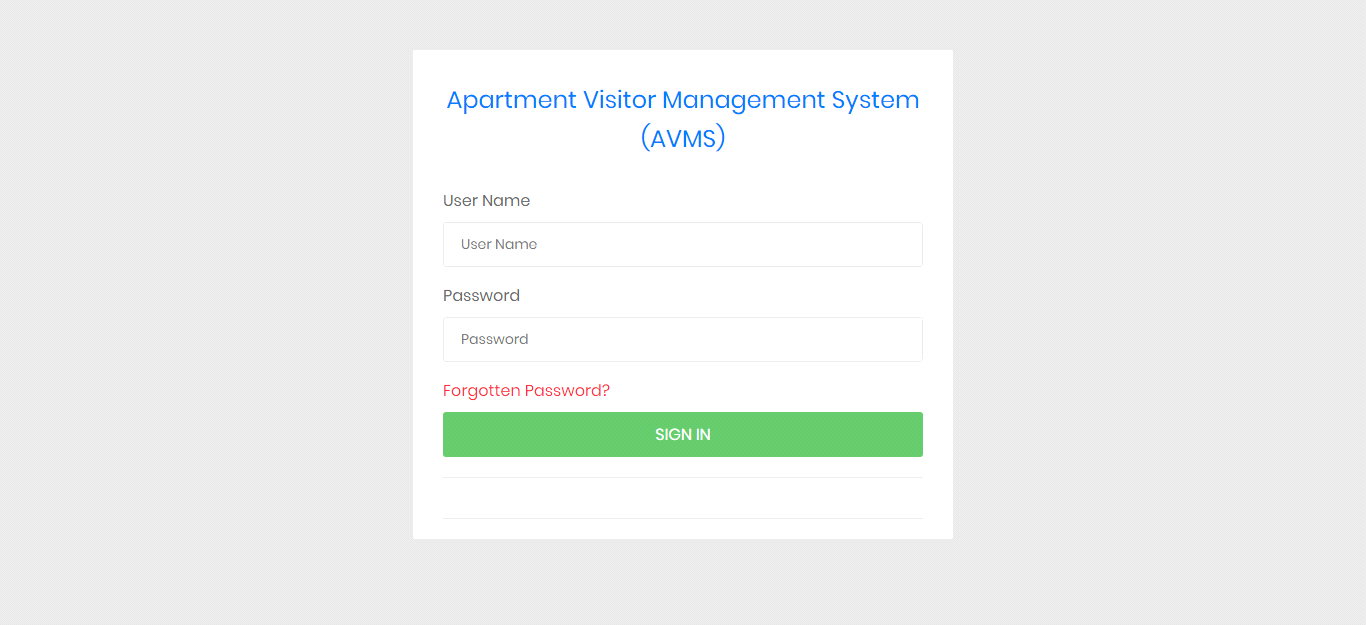 Apartment Visitor Management System
(AVMS)
User Name
User Name
Password
Password
Forgotten Password?
SIGN IN